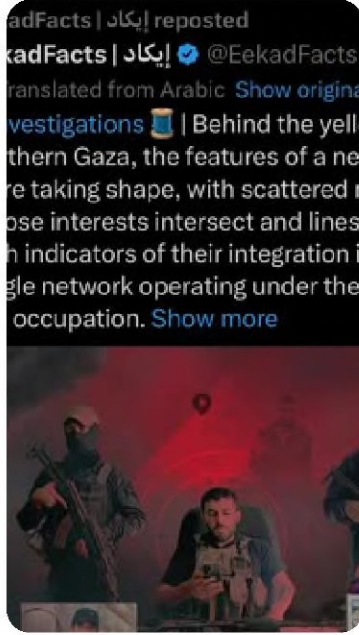 adFacts | إيكاد reposted
kadFacts | إيكاد @EekadFacts
ranslated from Arabic Show origina
vestigations | Behind the yell
thern Gaza, the features of a ne
re taking shape, with scattered
ose interests intersect and lines
h indicators of their integration i
gle network operating under the
occupation. Show more